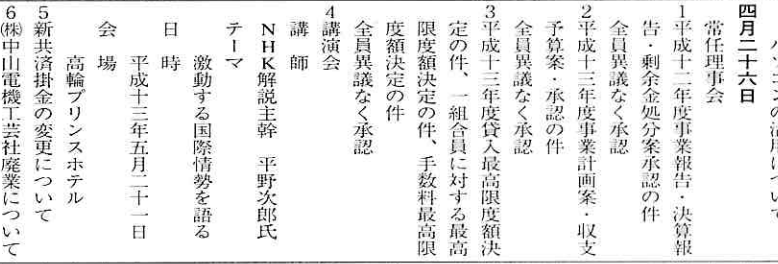 パソコンの活用について
四月二十六日
常任理事会
1平成十二年度事業報告・決算報
告・剰余金処分案承認の件
全員異議なく承認
2平成十三年度事業計画案・収支
予算案・承認の件
全員異議なく承認
3平成十三年度貸入最高限度額決
定の件、一組合員に対する最高
限度額決定の件、手数料最高限
度額決定の件
全員異議なく承認
4講演会
講師
NHK解説主幹 平野次郎氏
テーマ
激動する国際情勢を語る
日時
平成十三年五月二十一日
会場
高輪プリンスホテル
5新共済掛金の変更について
6㈱中山電機工芸社廃業について